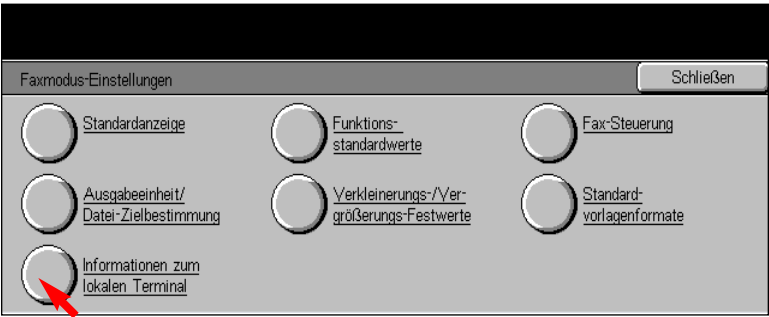 Faxmodus-Einstellungen
Schließen
Standardanzeige
Funktions-
standardwerte
Fax-Steuerung
Ausgabeeinheit/
Datei-Zielbestimmung
Verkleinerungs-/Ver-
größerungs-Festwerte
Standard-
vorlagenformate
Informationen zum
lokalen Terminal